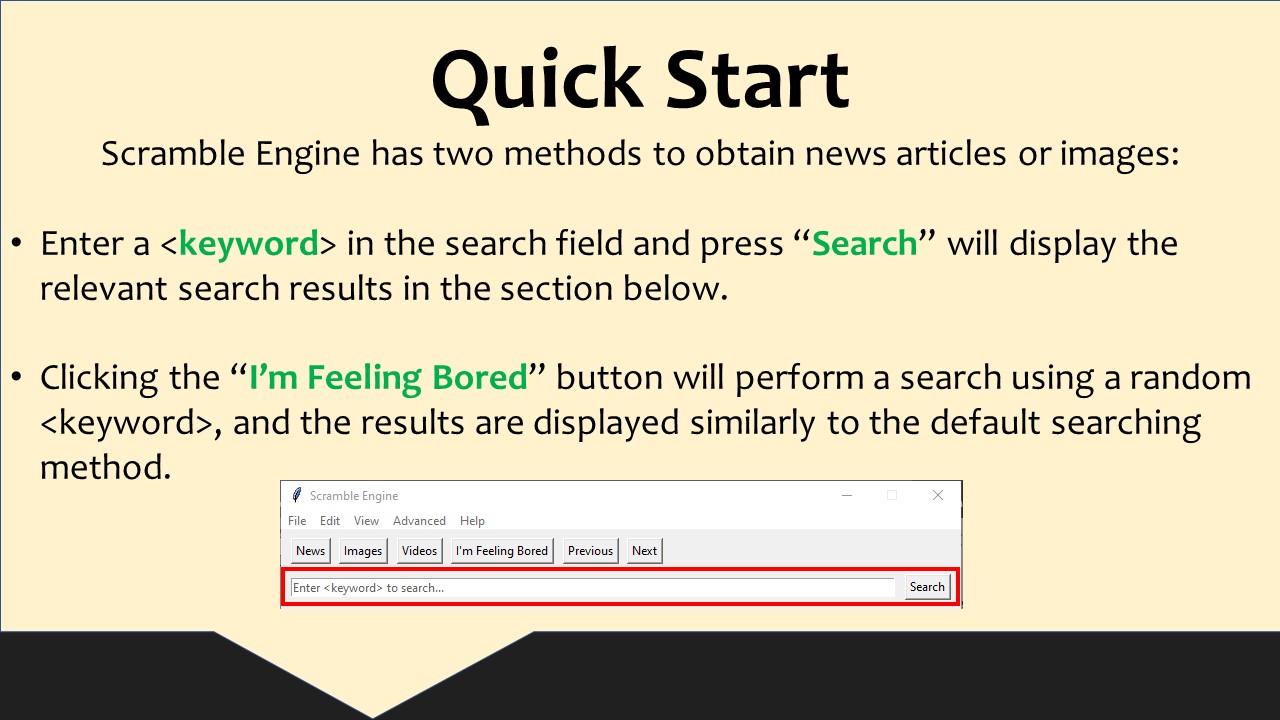 Quick Start
Scramble Engine has two methods to obtain news articles or images:
• Enter a <keyword> in the search field and press “Search” will display the
relevant search results in the section below.
• Clicking the “I’m Feeling Bored” button will perform a search using a random
<keyword>, and the results are displayed similarly to the default searching
method.
Scramble Engine
File Edit View Advanced Help
News Images Videos I'm Feeling Bored Previous Next
Enter <keyword> to search... Search